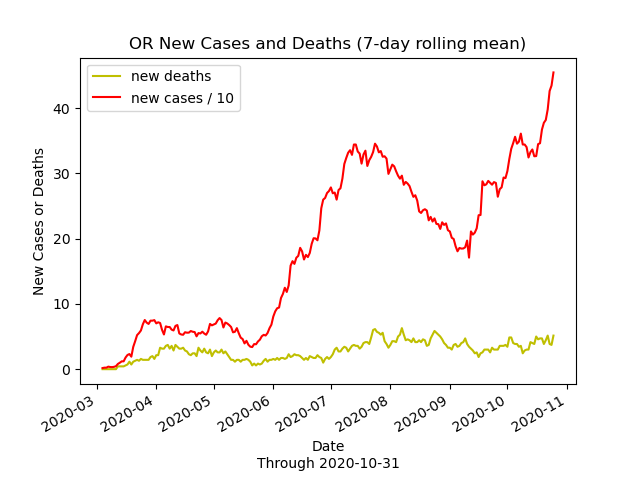 OR New Cases and Deaths (7-day rolling mean)
new deaths
new cases / 10
New Cases or Deaths
40
30
20
10
0
2020-03
2020-04
2020-05
2020-06
2020-07
2020-08
2020-09
2020-10
2020-11
Date
Through 2020-10-31